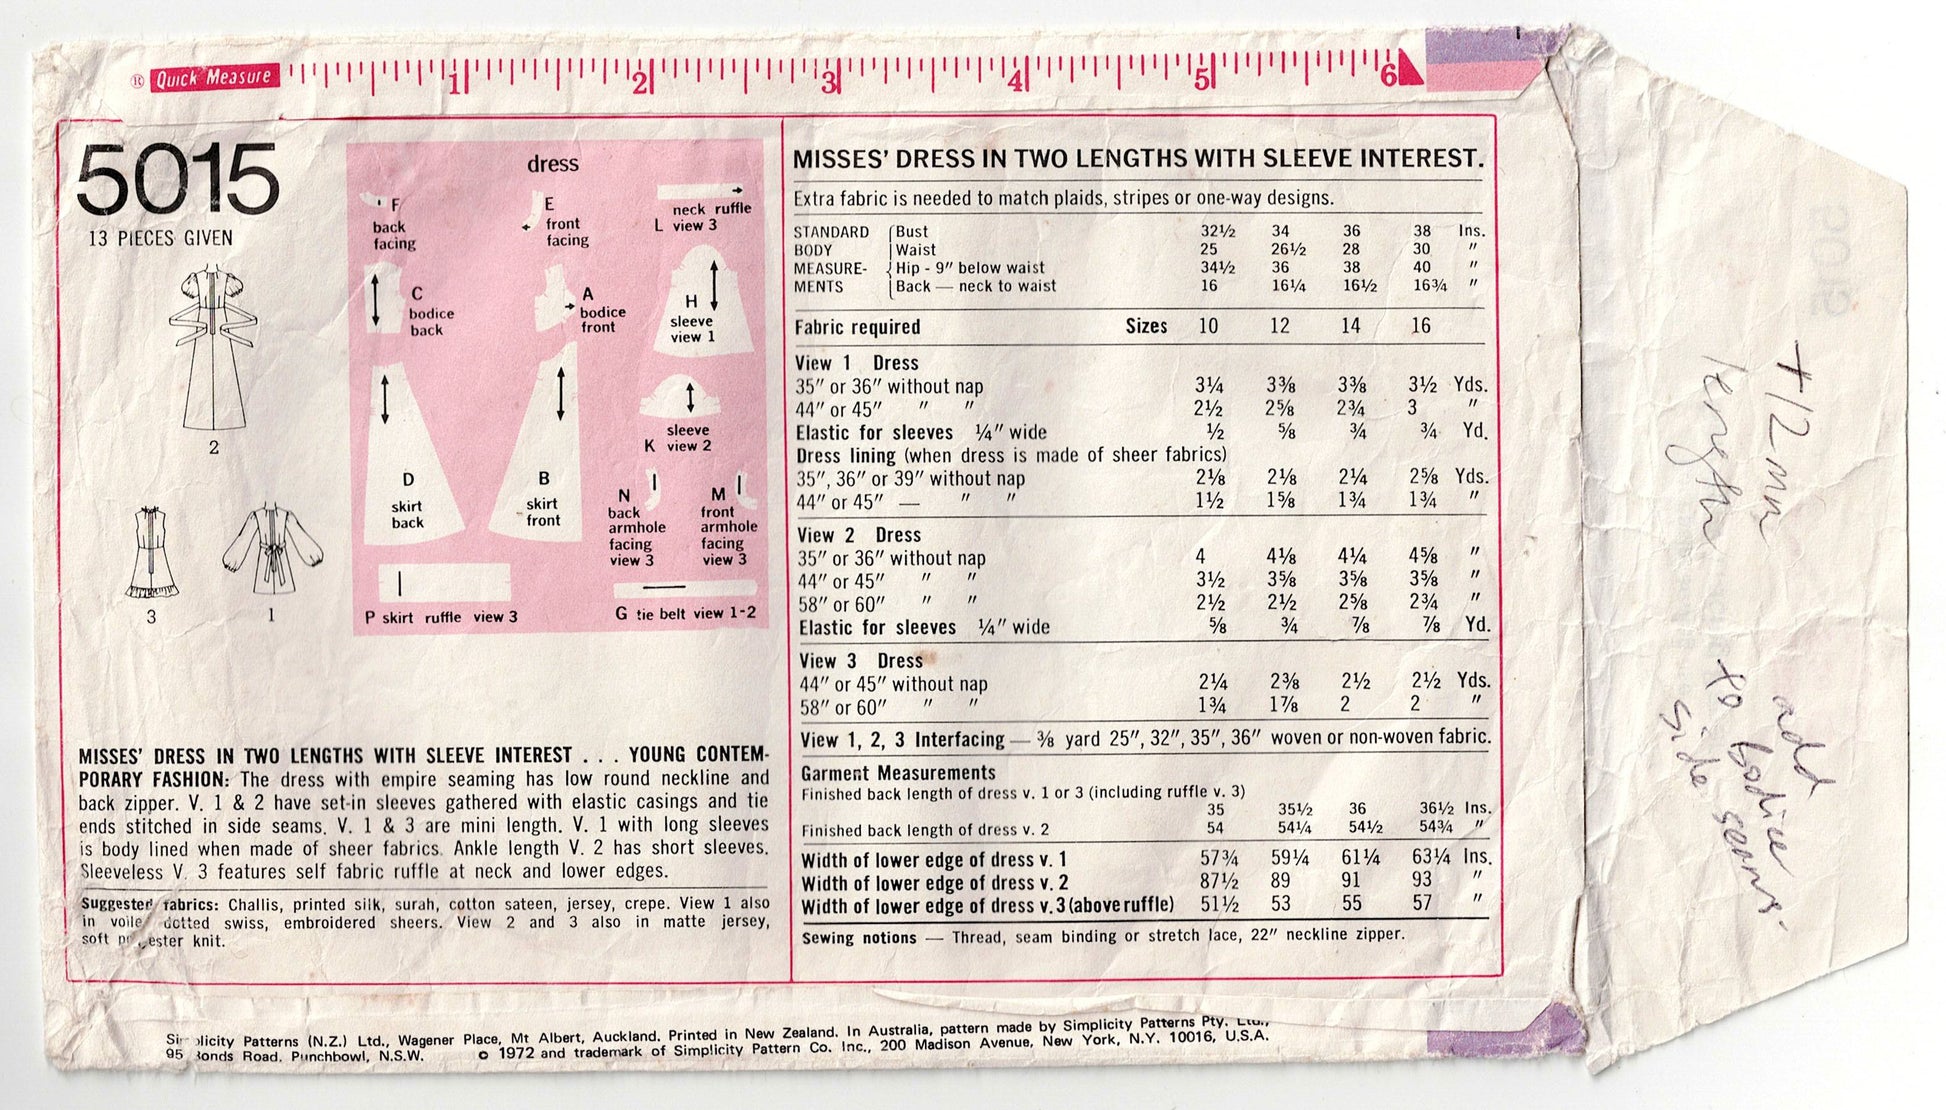 ® Quick Measure 1 2 3 4 5 6
5015
13 PIECES GIVEN
2
3
1
dress
F
back
facing
E
front
facing
neck ruffle
L view 3
C
bodice
back
A
bodice
front
H
sleeve
view 1
sleeve
K view 2
D
skirt
back
B
skirt
front
N
back
armhole
facing
view 3
M
front
armhole
facing
view 3
P skirt ruffle view 3
G tie belt view 1-2
MISSES' DRESS IN TWO LENGTHS WITH SLEEVE INTEREST . . . YOUNG CONTEM-
PORARY FASHION: The dress with empire seaming has low round neckline and
back zipper. V. 1 & 2 have set-in sleeves gathered with elastic casings and tie
ends stitched in side seams. V. 1 & 3 are mini length. V. 1 with long sleeves
is body lined when made of sheer fabrics. Ankle length V. 2 has short sleeves.
Sleeveless V. 3 features self fabric ruffle at neck and lower edges.
Suggested fabrics: Challis, printed silk, surah, cotton sateen, jersey, crepe. View 1 also
in voile, dotted swiss, embroidered sheers. View 2 and 3 also in matte jersey,
soft polyester knit.
MISSES' DRESS IN TWO LENGTHS WITH SLEEVE INTEREST.
Extra fabric is needed to match plaids, stripes or one-way designs.
STANDARD Bust 32½ 34 36 38 Ins.
BODY Waist 25 26½ 28 30 "
MEASURE- Hip - 9" below waist 34½ 36 38 40 "
MENTS Back — neck to waist 16 16¼ 16½ 16¾ "
Fabric required Sizes 10 12 14 16
View 1 Dress
35" or 36" without nap 3¼ 3⅜ 3⅜ 3½ Yds.
44" or 45" " " 2½ 2⅝ 2¾ 3 "
Elastic for sleeves ¼" wide ½ ⅝ ¾ ¾ Yd.
Dress lining (when dress is made of sheer fabrics)
35", 36" or 39" without nap 2⅛ 2⅛ 2¼ 2⅝ Yds.
44" or 45" — " " 1½ 1⅝ 1¾ 1¾ "
View 2 Dress
35" or 36" without nap 4 4⅛ 4¼ 4⅝ "
44" or 45" " " 3½ 3⅝ 3⅝ 3⅝ "
58" or 60" " " 2½ 2½ 2⅝ 2¾ "
Elastic for sleeves ¼" wide ⅝ ¾ ⅞ ⅞ Yd.
View 3 Dress
44" or 45" without nap 2¼ 2⅜ 2½ 2½ Yds.
58" or 60" " " 1¾ 1⅞ 2 2 "
View 1, 2, 3 Interfacing — ⅜ yard 25", 32", 35", 36" woven or non-woven fabric.
Garment Measurements
Finished back length of dress v. 1 or 3 (including ruffle v. 3)
35 35½ 36 36½ Ins.
Finished back length of dress v. 2 54 54¼ 54½ 54¾ "
Width of lower edge of dress v. 1 57¾ 59¼ 61¼ 63¼ Ins.
Width of lower edge of dress v. 2 87½ 89 91 93 "
Width of lower edge of dress v. 3 (above ruffle) 51½ 53 55 57 "
Sewing notions — Thread, seam binding or stretch lace, 22" neckline zipper.
Simplicity Patterns (N.Z.) Ltd., Wagener Place, Mt Albert, Auckland. Printed in New Zealand. In Australia, pattern made by Simplicity Patterns Pty. Ltd.,
95 Bonds Road. Punchbowl, N.S.W. © 1972 and trademark of Simplicity Pattern Co. Inc., 200 Madison Avenue, New York, N.Y. 10016, U.S.A.
+12mm
length
add
to bodice
side seams